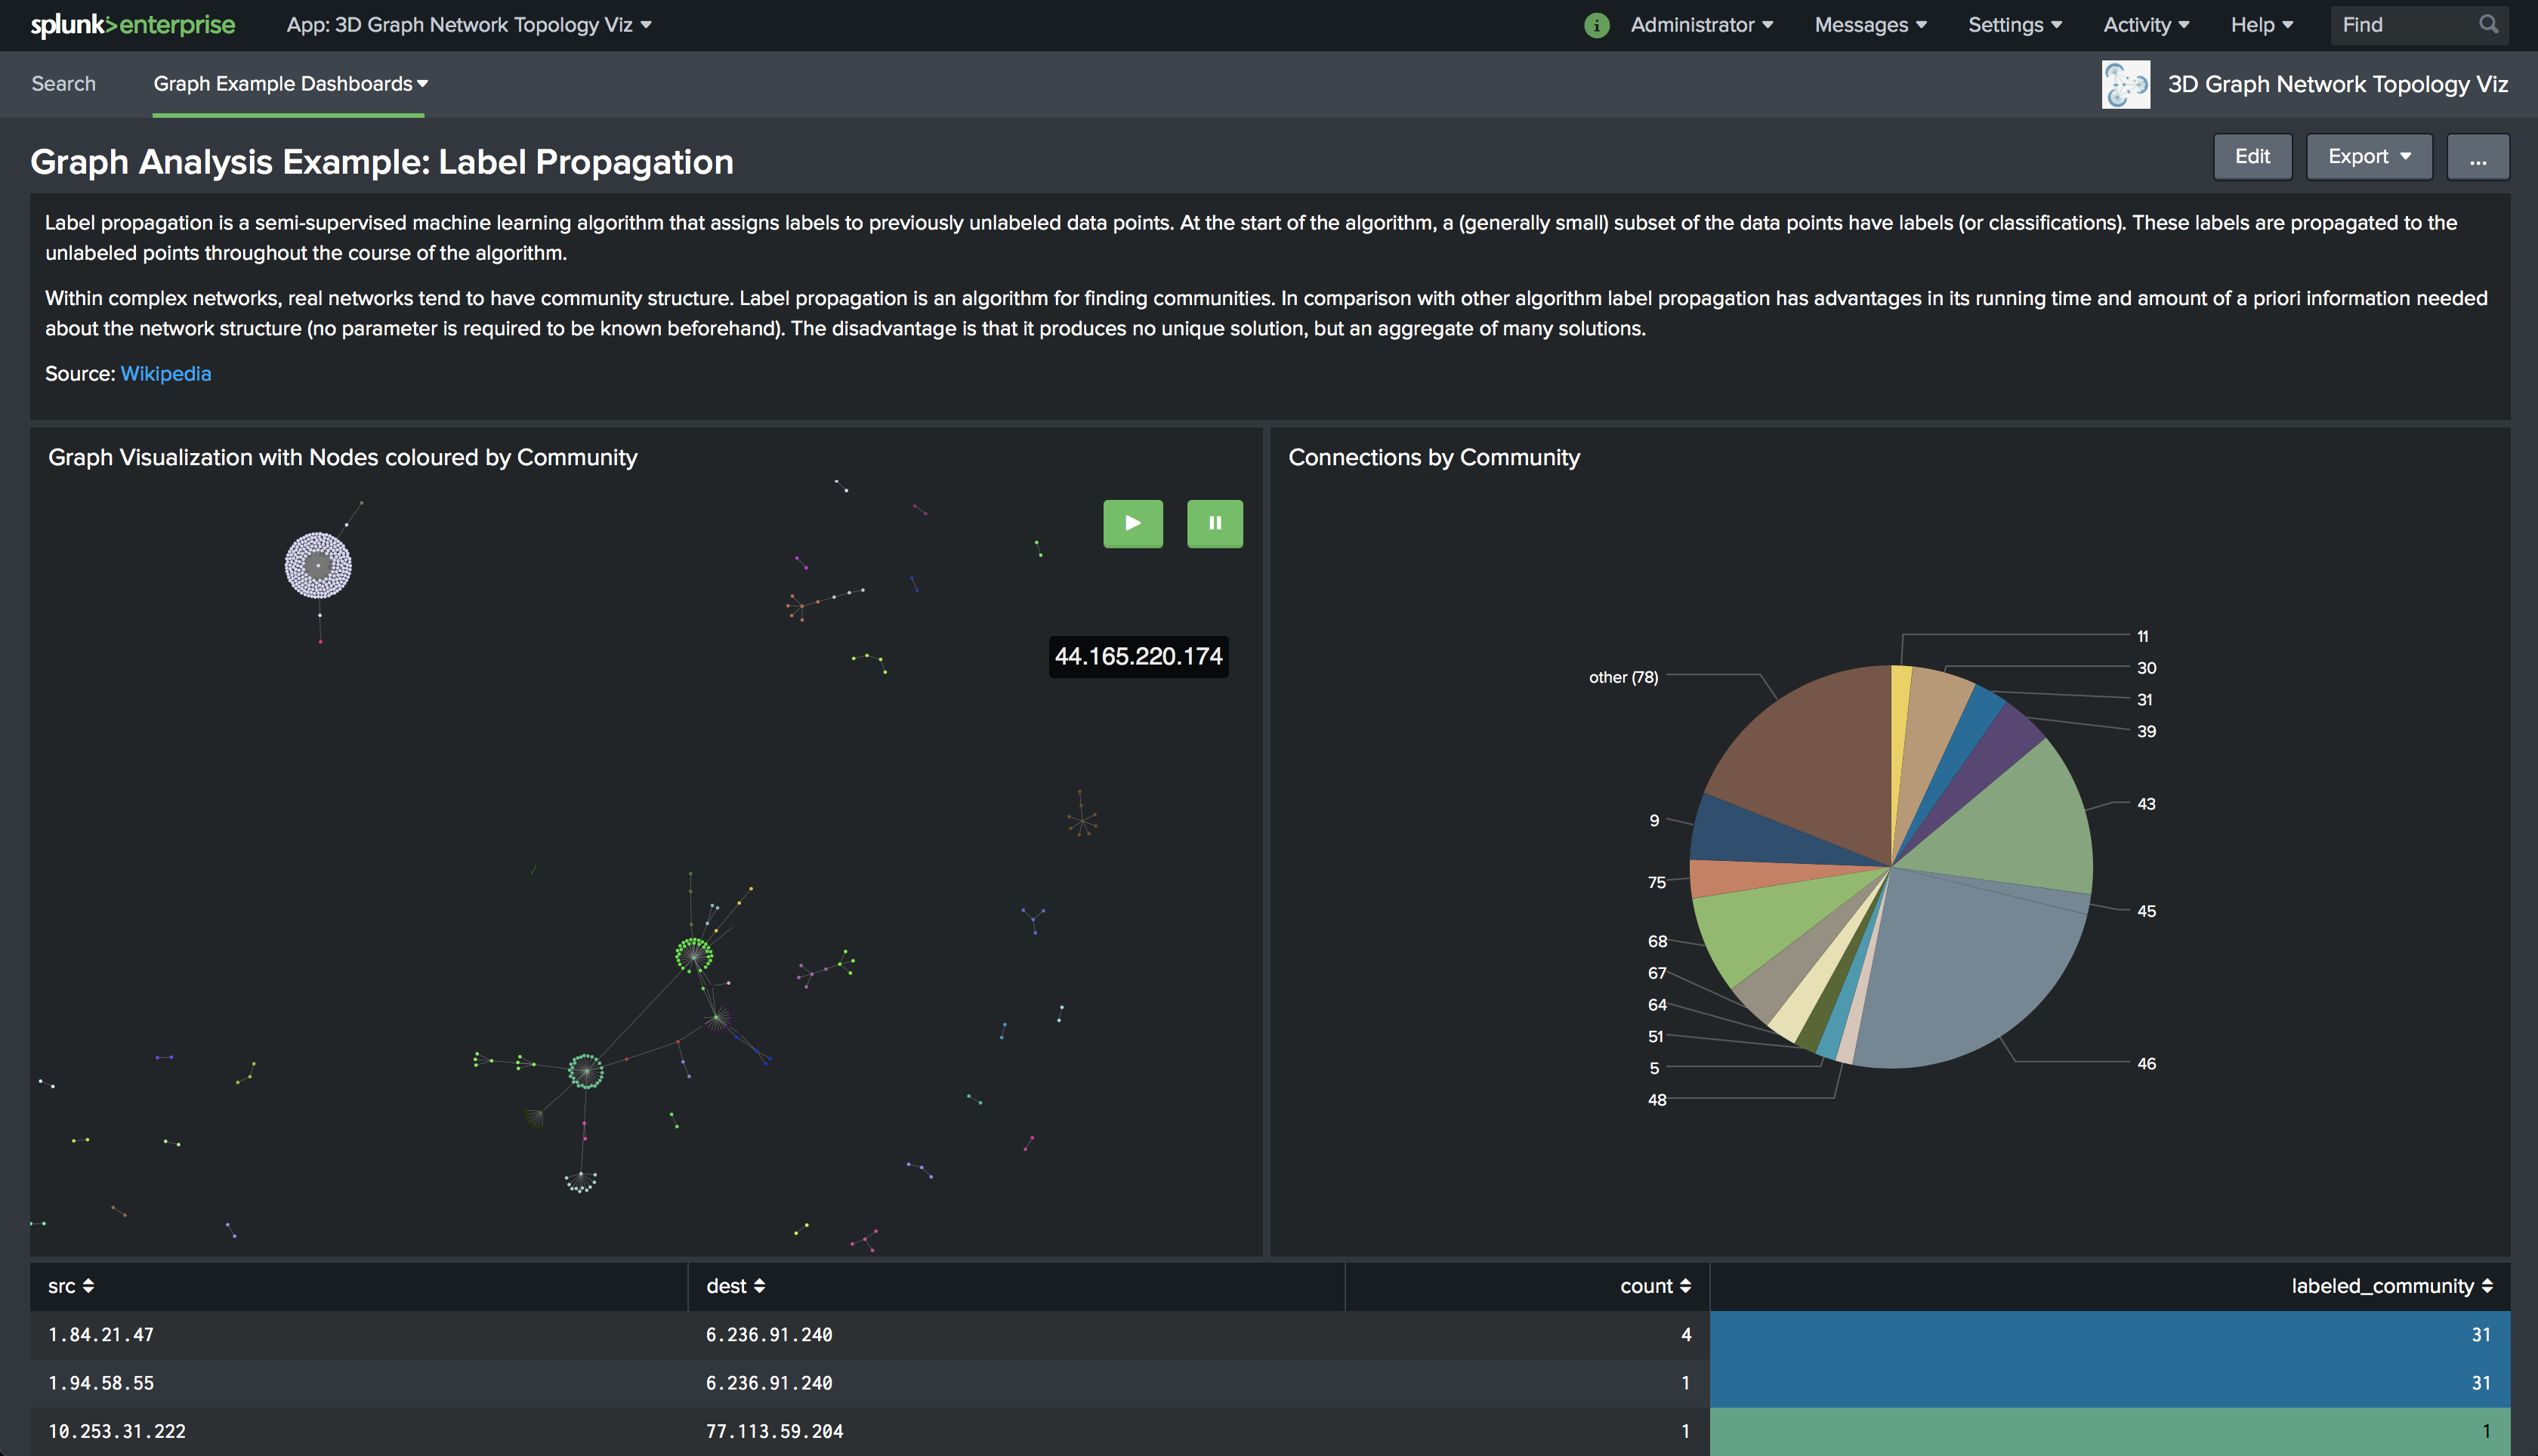 splunk>enterprise App: 3D Graph Network Topology Viz i Administrator Messages Settings Activity Help Find
Search Graph Example Dashboards 3D Graph Network Topology Viz
Graph Analysis Example: Label Propagation Edit Export ...
Label propagation is a semi-supervised machine learning algorithm that assigns labels to previously unlabeled data points. At the start of the algorithm, a (generally small) subset of the data points have labels (or classifications). These labels are propagated to the
unlabeled points throughout the course of the algorithm.
Within complex networks, real networks tend to have community structure. Label propagation is an algorithm for finding communities. In comparison with other algorithm label propagation has advantages in its running time and amount of a priori information needed
about the network structure (no parameter is required to be known beforehand). The disadvantage is that it produces no unique solution, but an aggregate of many solutions.
Source: Wikipedia
Graph Visualization with Nodes coloured by Community
44.165.220.174
Connections by Community
11
30
31
39
43
45
46
other (78)
9
75
68
67
64
51
5
48
src dest count labeled_community
1.84.21.47 6.236.91.240 4 31
1.94.58.55 6.236.91.240 1 31
10.253.31.222 77.113.59.204 1 1